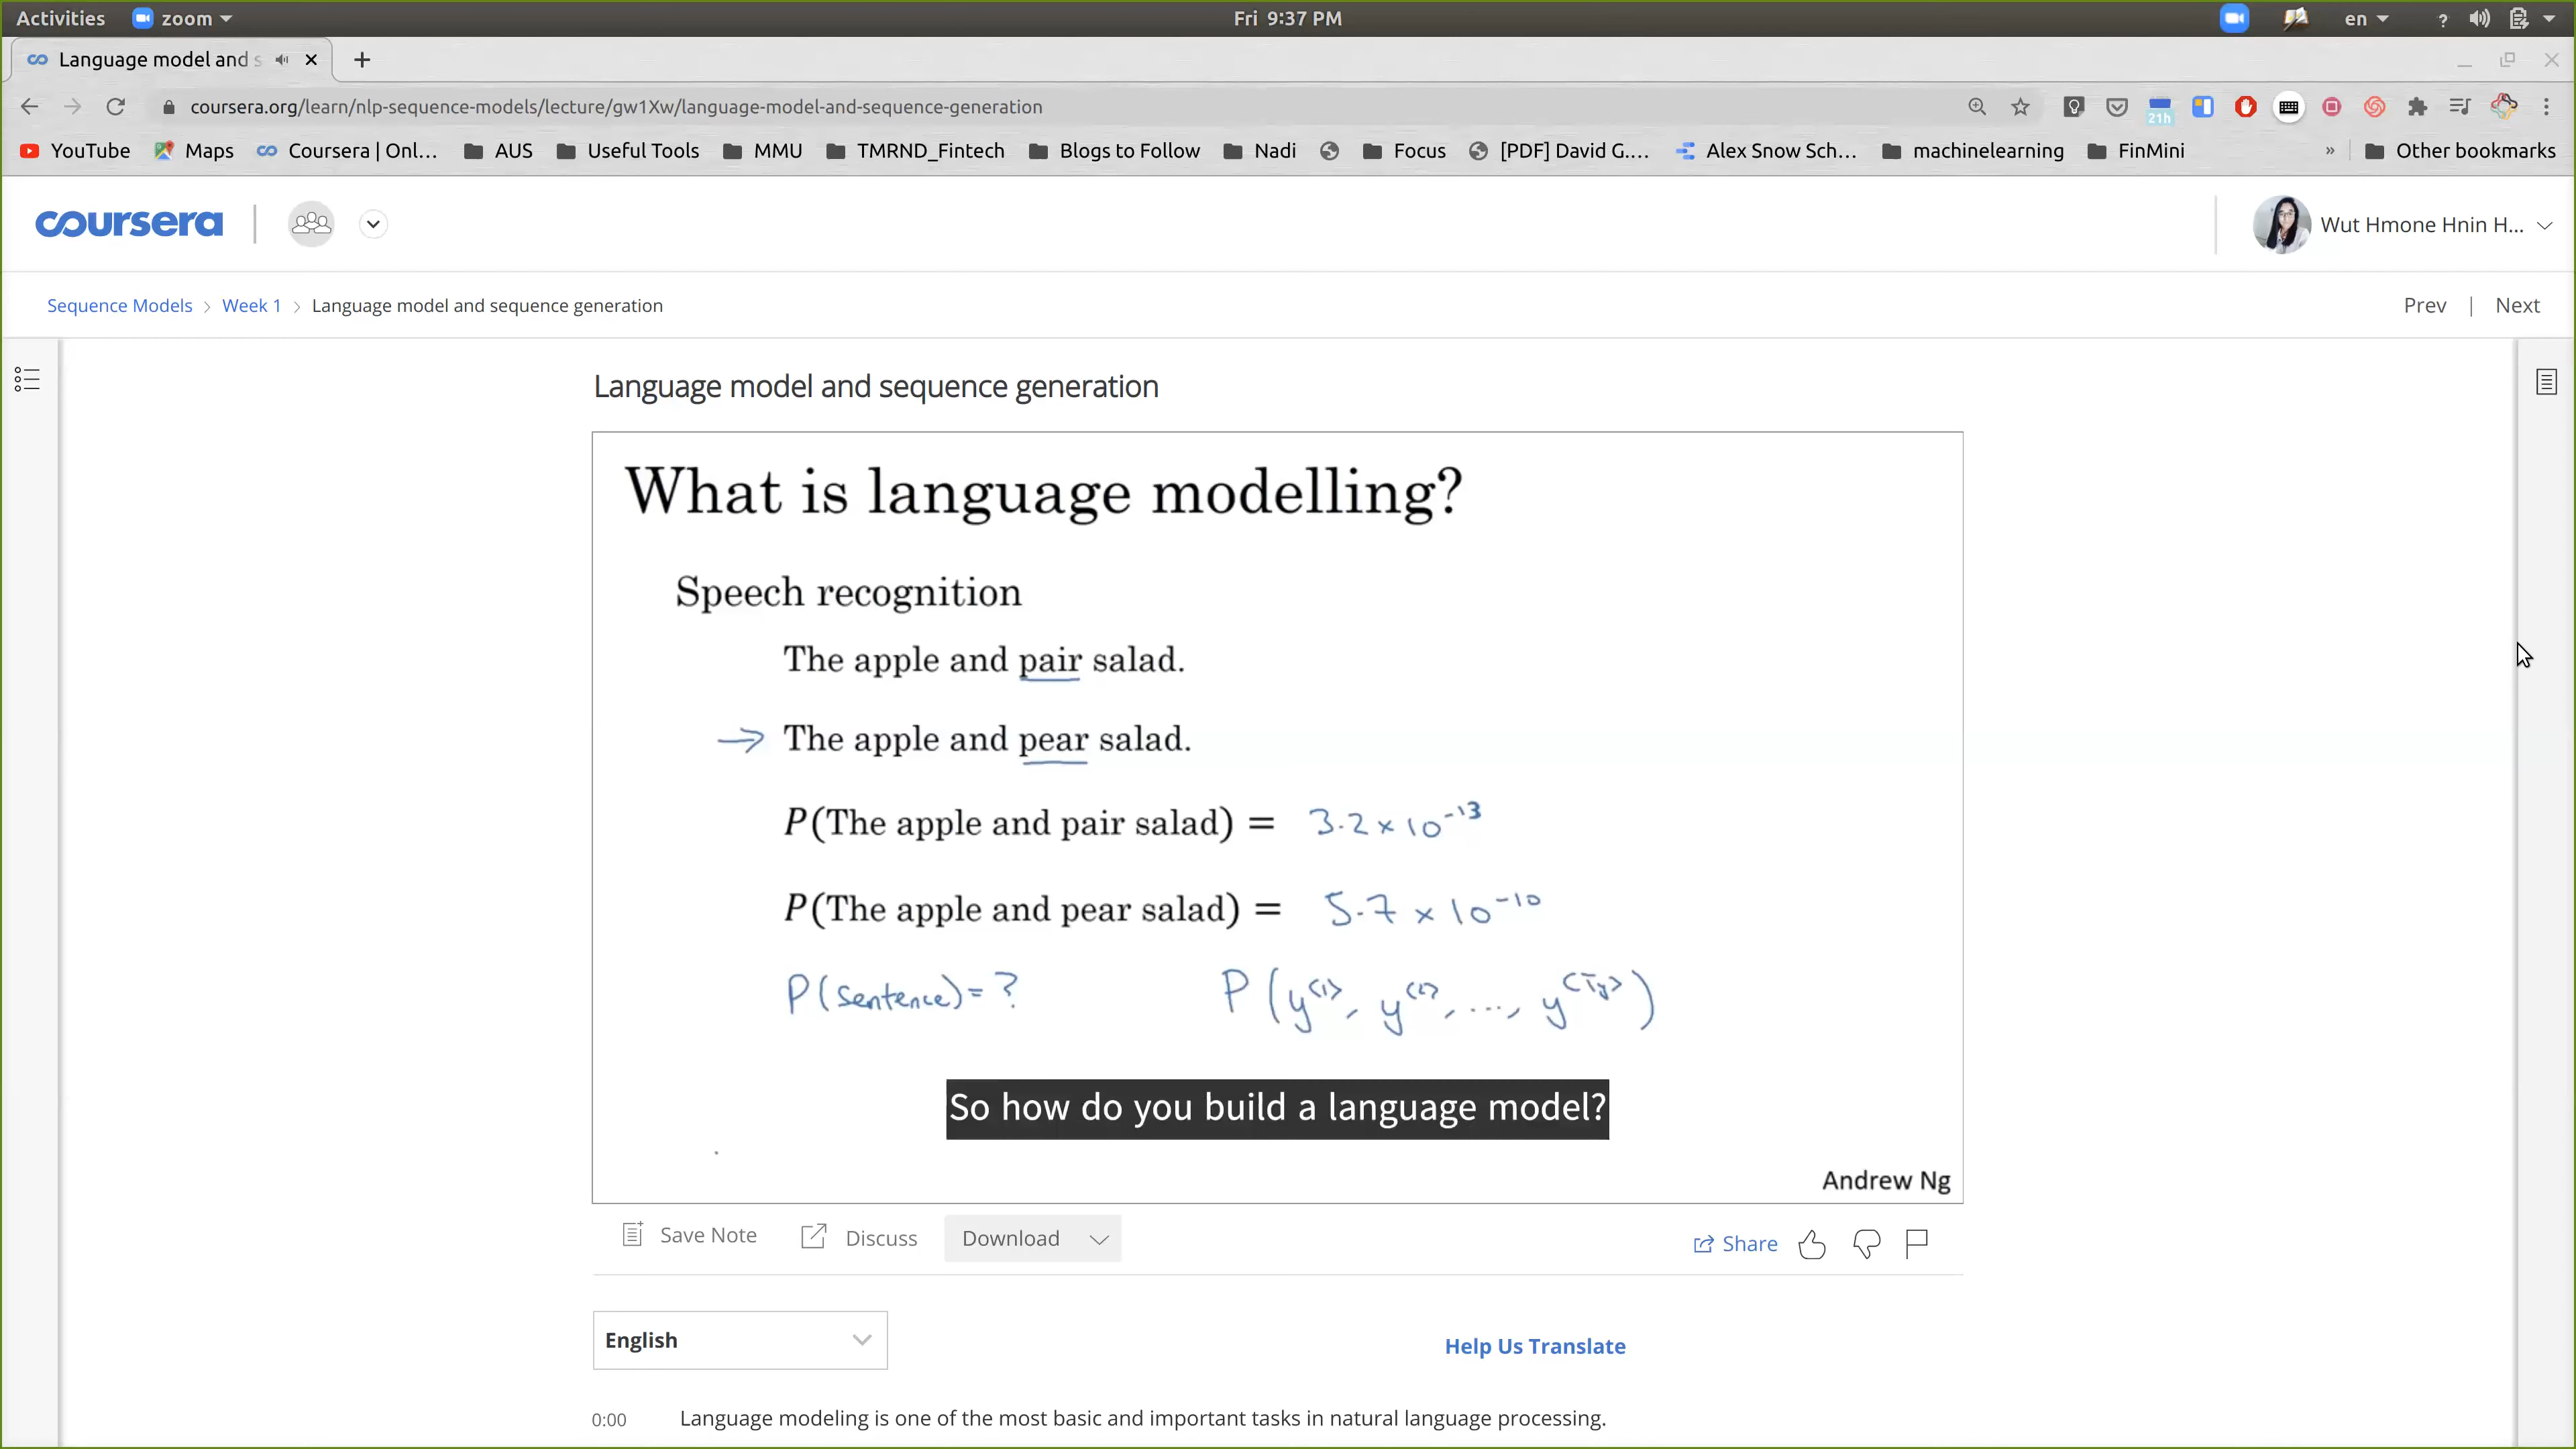 Activities zoom Fri 9:37 PM en ?
Language model and s
coursera.org/learn/nlp-sequence-models/lecture/gw1Xw/language-model-and-sequence-generation 21h
YouTube Maps Coursera | Onl... AUS Useful Tools MMU TMRND_Fintech Blogs to Follow Nadi Focus [PDF] David G.... Alex Snow Sch... machinelearning FinMini » Other bookmarks
coursera Wut Hmone Hnin H...
Sequence Models > Week 1 > Language model and sequence generation Prev | Next
Language model and sequence generation
What is language modelling?
Speech recognition
The apple and pair salad.
→ The apple and pear salad.
P(The apple and pair salad) = 3.2 × 10⁻¹³
P(The apple and pear salad) = 5.7 × 10⁻¹⁰
P(sentence) = ? P(y<1>, y<2>, ..., y<Ty>)
So how do you build a language model?
Andrew Ng
Save Note Discuss Download Share
English Help Us Translate
0:00 Language modeling is one of the most basic and important tasks in natural language processing.